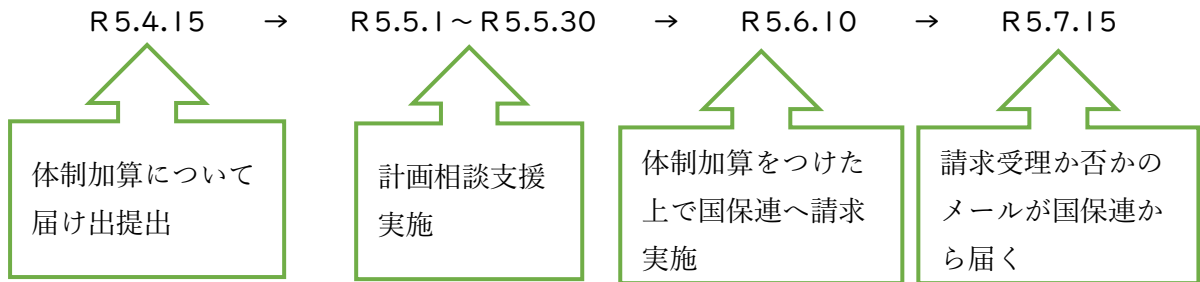 R5.4.15 → R5.5.1～R5.5.30 → R5.6.10 → R5.7.15
体制加算について
届け出提出
計画相談支援
実施
体制加算をつけた
上で国保連へ請求
実施
請求受理か否かの
メールが国保連か
ら届く